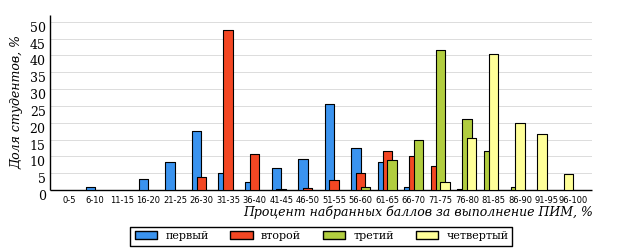 Доля студентов, %
50
45
40
35
30
25
20
15
10
5
0
0-5 6-10 11-15 16-20 21-25 26-30 31-35 36-40 41-45 46-50 51-55 56-60 61-65 66-70 71-75 76-80 81-85 86-90 91-95 96-100
Процент набранных баллов за выполнение ПИМ, %
первый второй третий четвертый